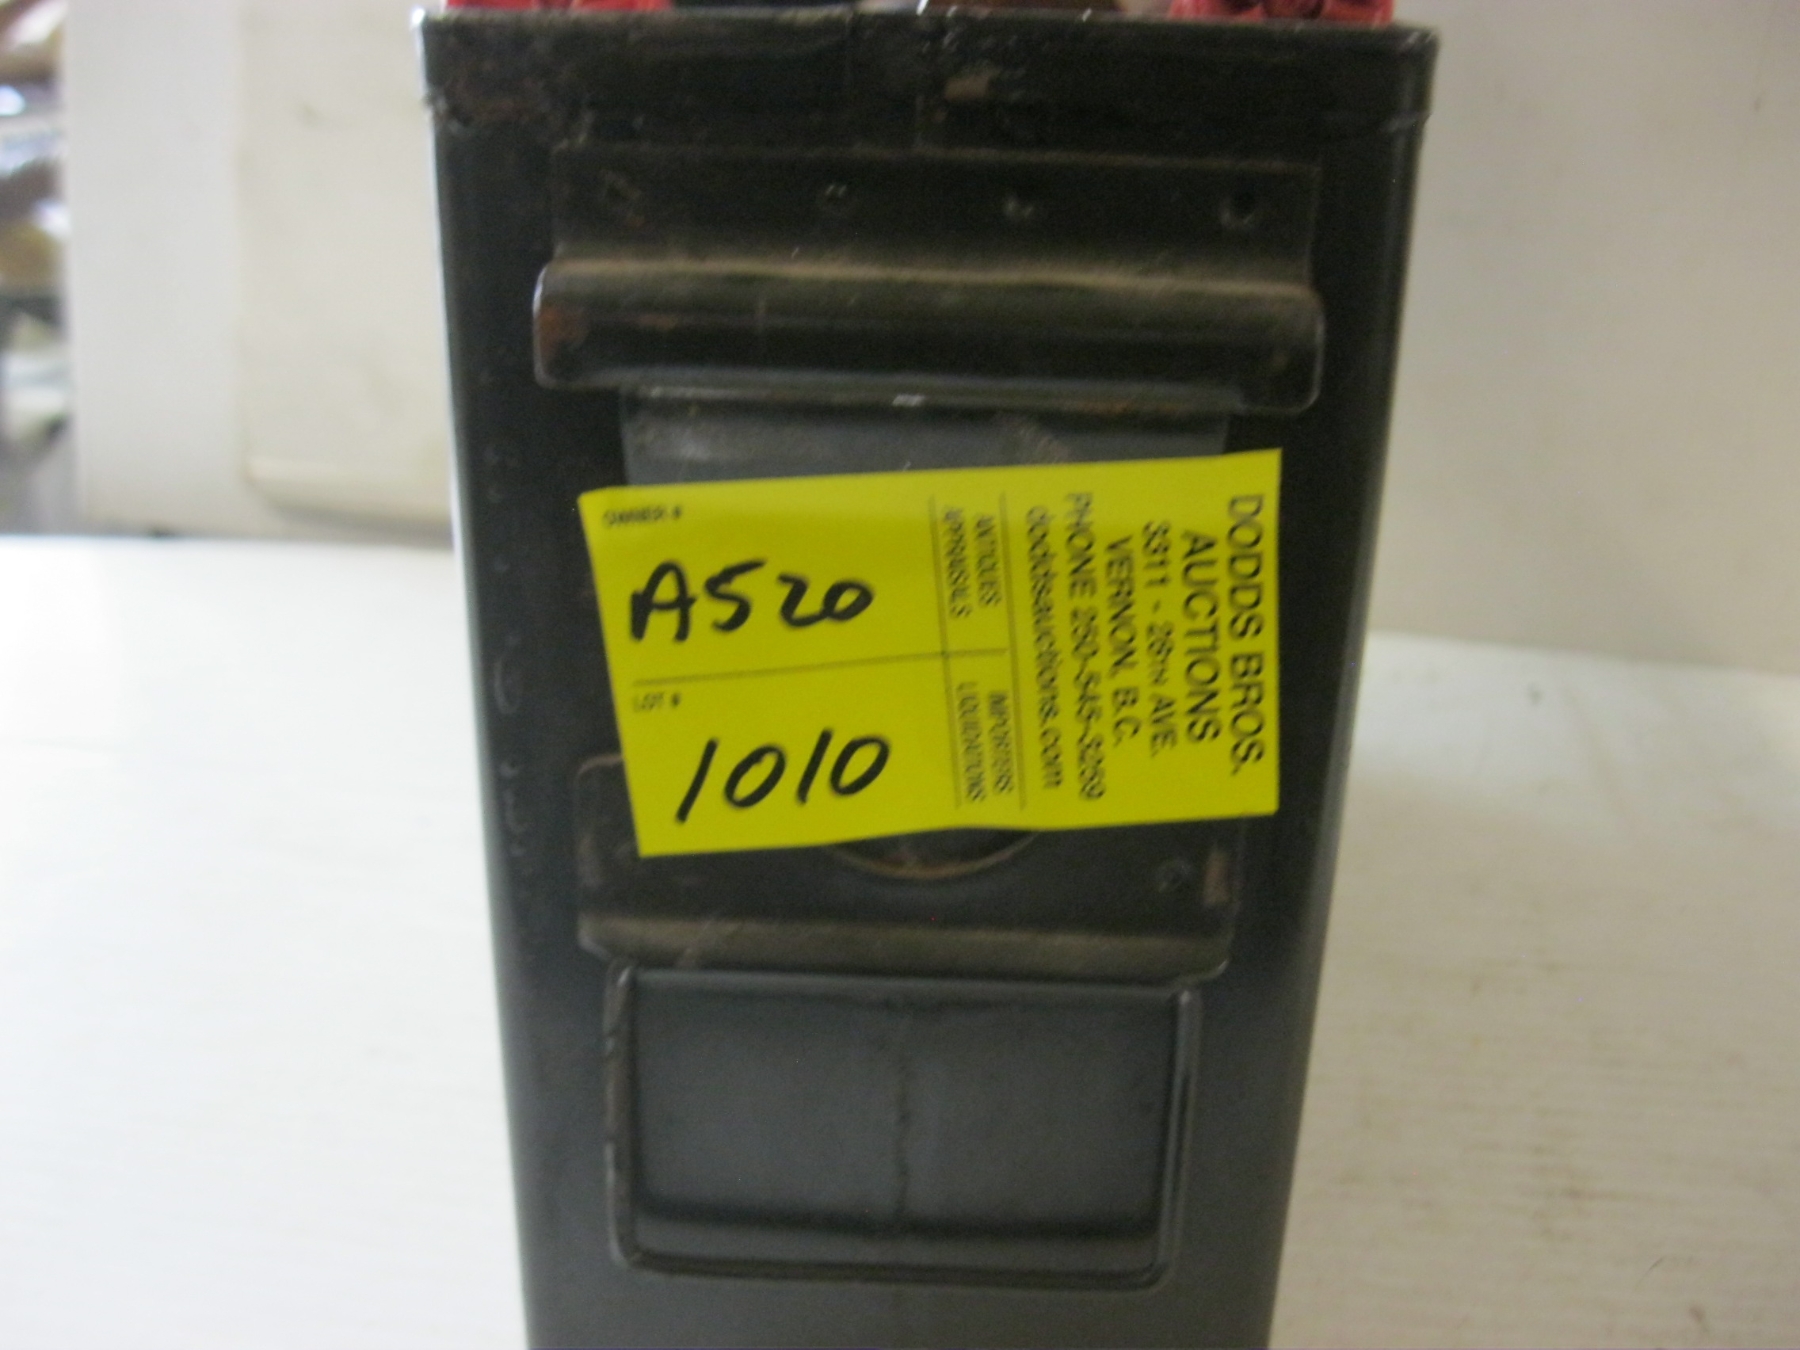 OWNER #
A520
LOT #
1010
DODDS BROS.
AUCTIONS
3311 - 26TH AVE.
VERNON, B.C.
PHONE 250-545-3259
doddsauctions.com
ANTIQUES IMPORTERS
APPRAISALS LIQUIDATIONS